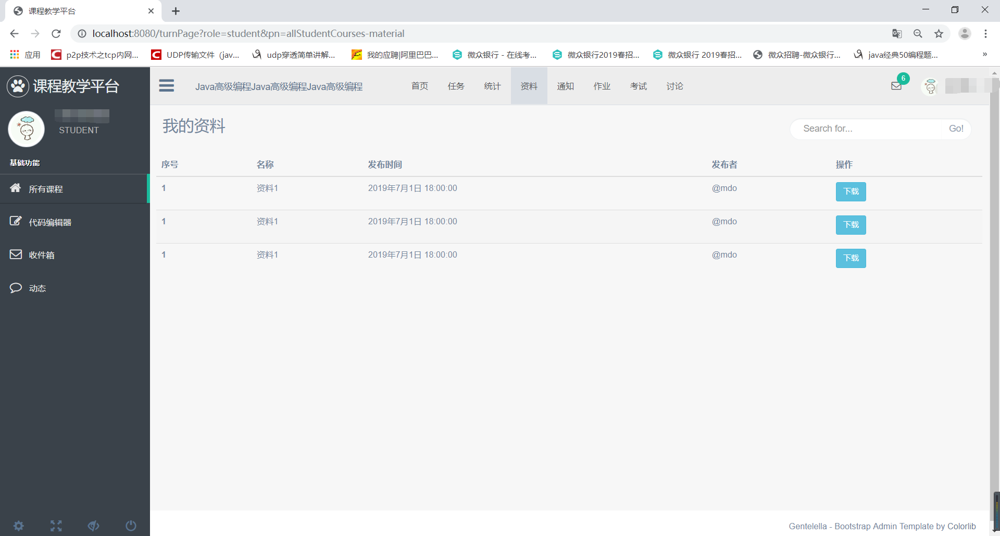 课程教学平台
localhost:8080/turnPage?role=student&pn=allStudentCourses-material
应用 p2p技术之tcp内网... UDP传输文件（jav... udp穿透简单讲解... 我的应聘|阿里巴巴... 微众银行 - 在线考... 微众银行2019春招... 微众银行 2019春招... 微众招聘-微众银行... java经典50编程题... »
课程教学平台
STUDENT
基础功能
所有课程
代码编辑器
收件箱
动态
Java高级编程Java高级编程Java高级编程 首页 任务 统计 资料 通知 作业 考试 讨论 6
我的资料
Search for... Go!
序号 名称 发布时间 发布者 操作
1 资料1 2019年7月1日 18:00:00 @mdo 下载
1 资料1 2019年7月1日 18:00:00 @mdo 下载
1 资料1 2019年7月1日 18:00:00 @mdo 下载
Gentelella - Bootstrap Admin Template by Colorlib